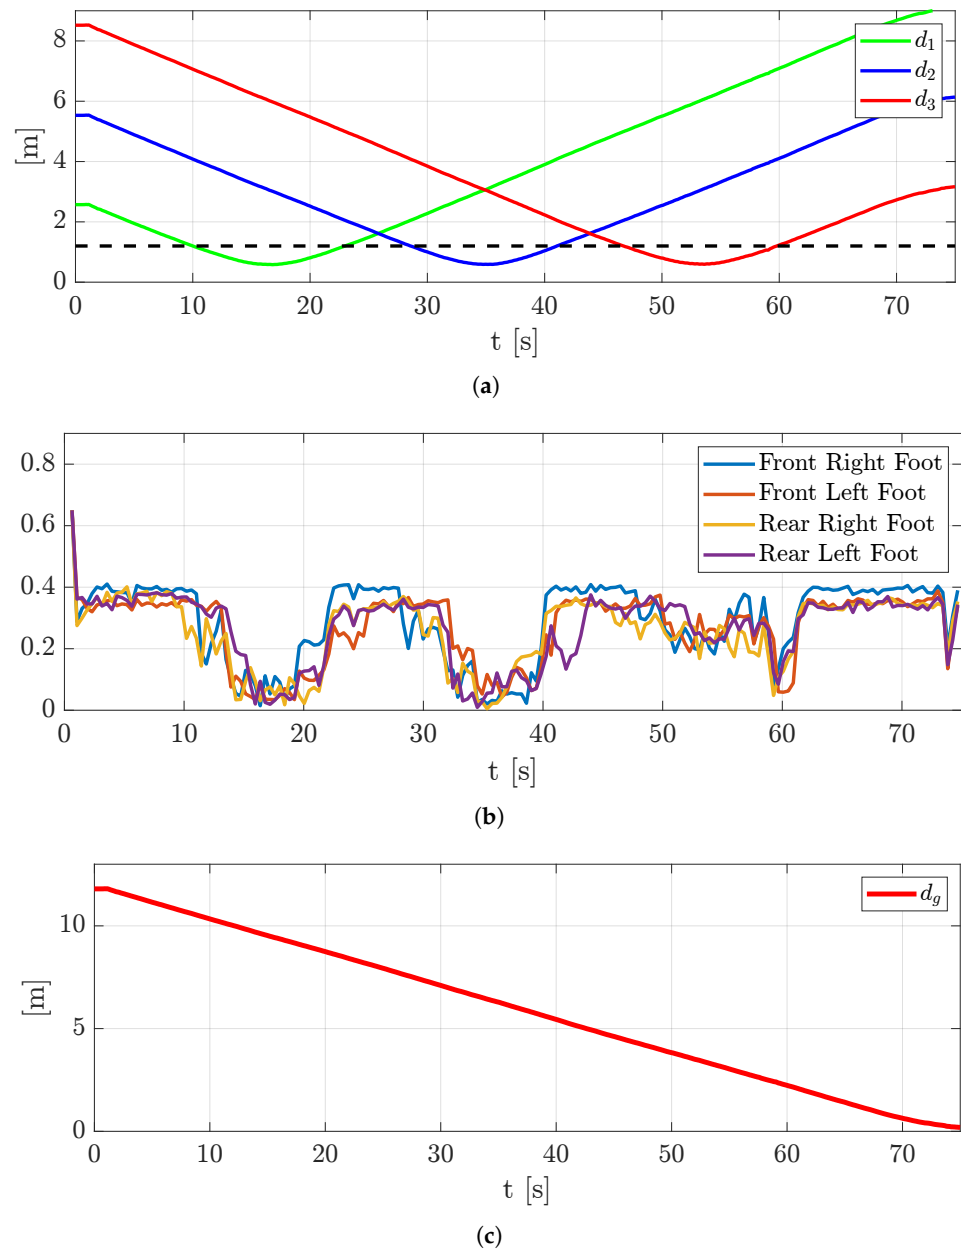 8
6
4
2
0
[m]
d1
d2
d3
0 10 20 30 40 50 60 70
t [s]
(a)
0.8
0.6
0.4
0.2
0
Front Right Foot
Front Left Foot
Rear Right Foot
Rear Left Foot
0 10 20 30 40 50 60 70
t [s]
(b)
10
5
0
[m]
dg
0 10 20 30 40 50 60 70
t [s]
(c)